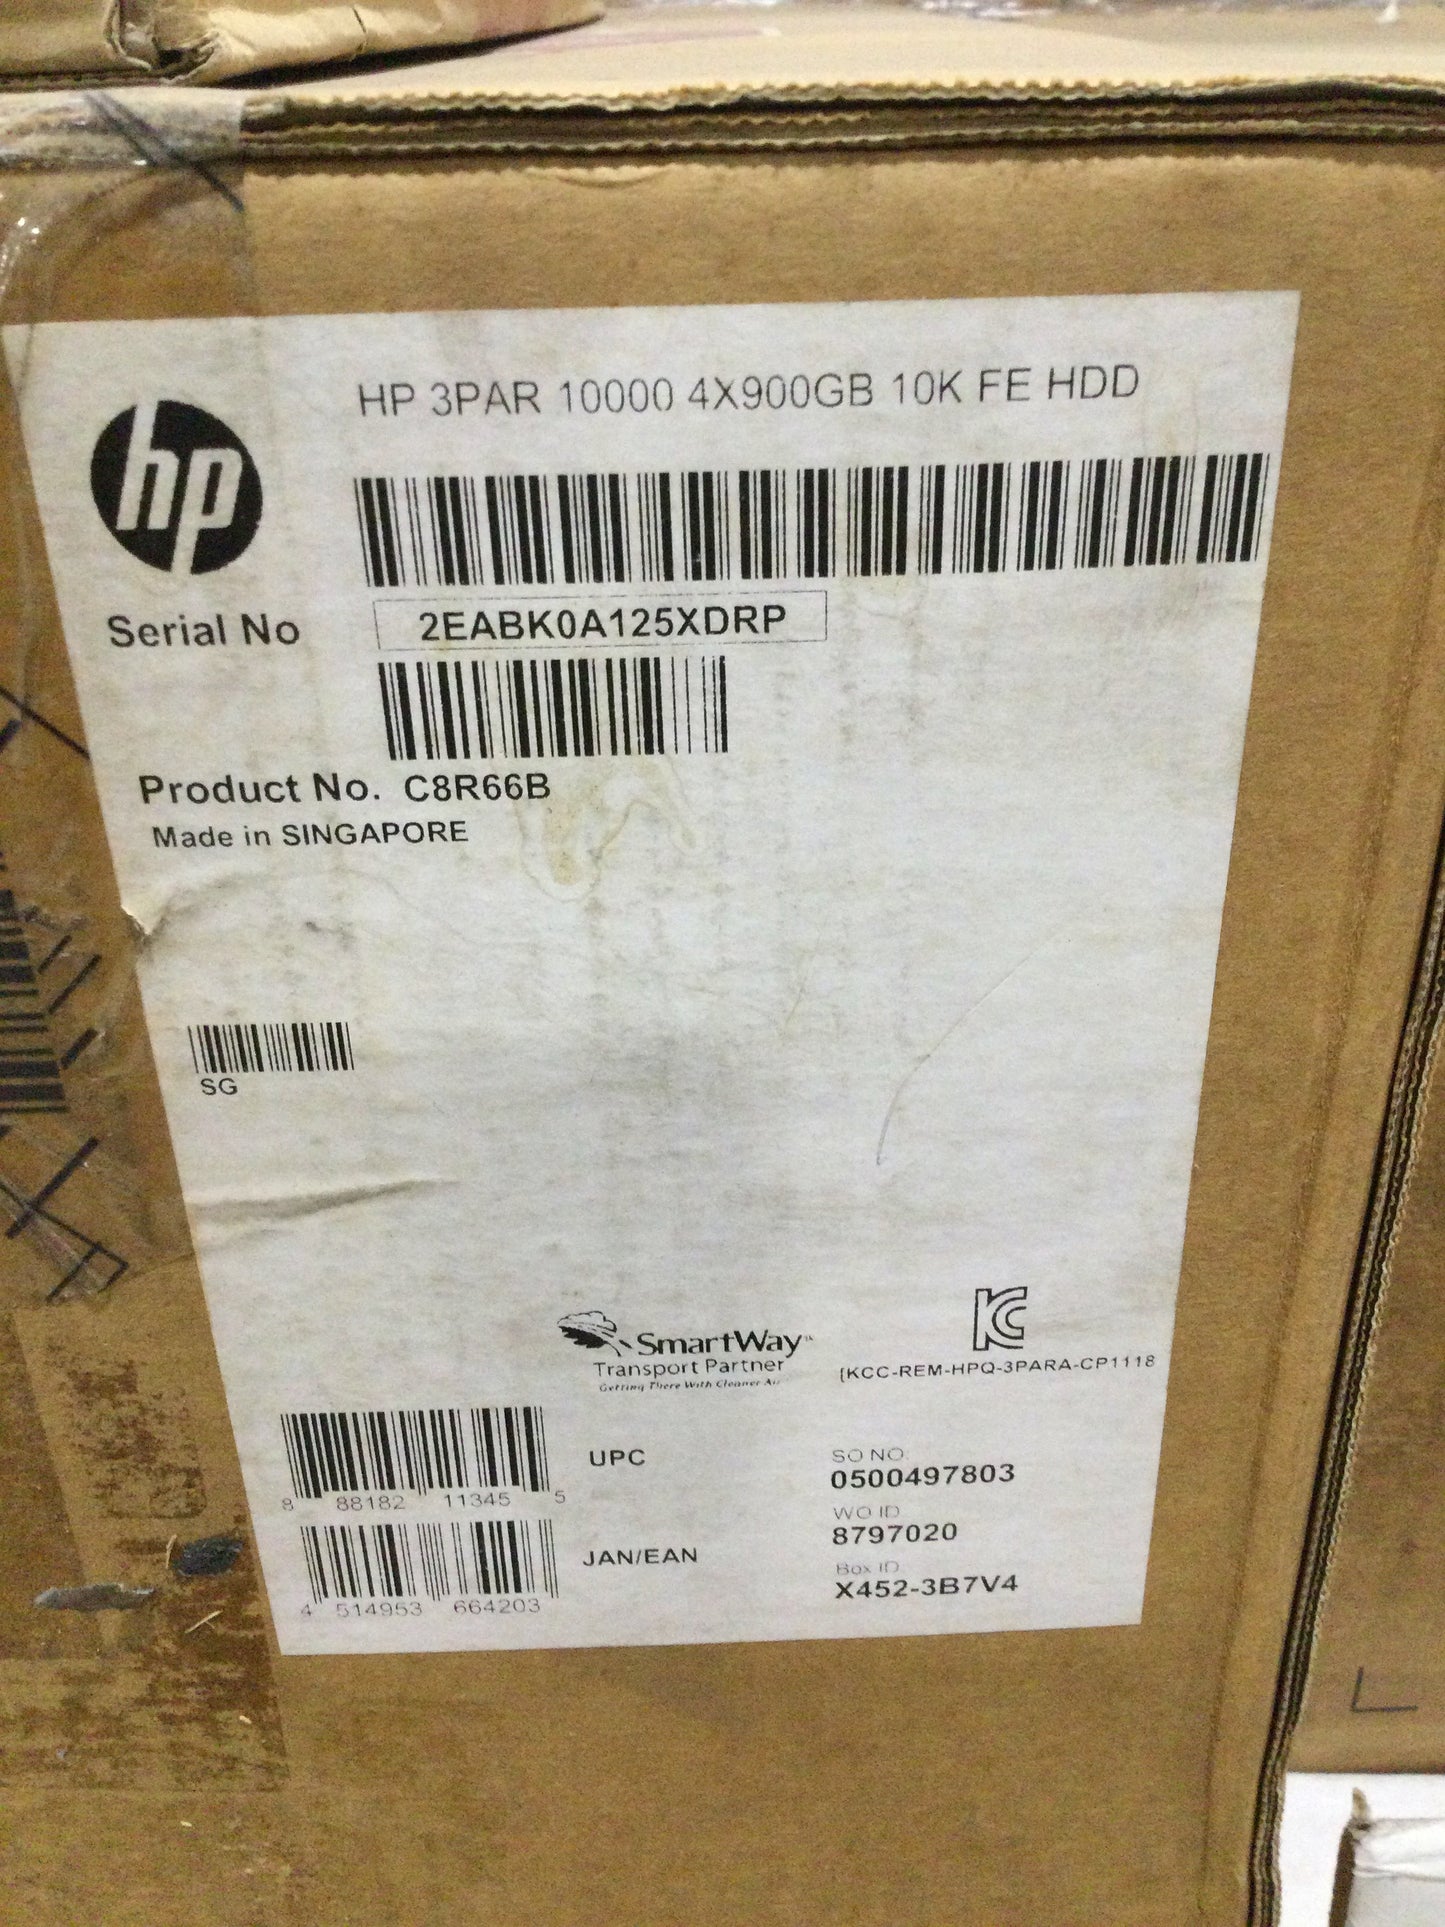 HP 3PAR 10000 4X900GB 10K FE HDD
hp
Serial No 2EABK0A125XDRP
Product No. C8R66B
Made in SINGAPORE
SG
SmartWay
Transport Partner
Getting There With Cleaner Air
[KCC-REM-HPQ-3PARA-CP1118
8 88182 11345 5
UPC
4 514953 664203
JAN/EAN
SO NO.
0500497803
WO ID
8797020
Box ID
X452-3B7V4